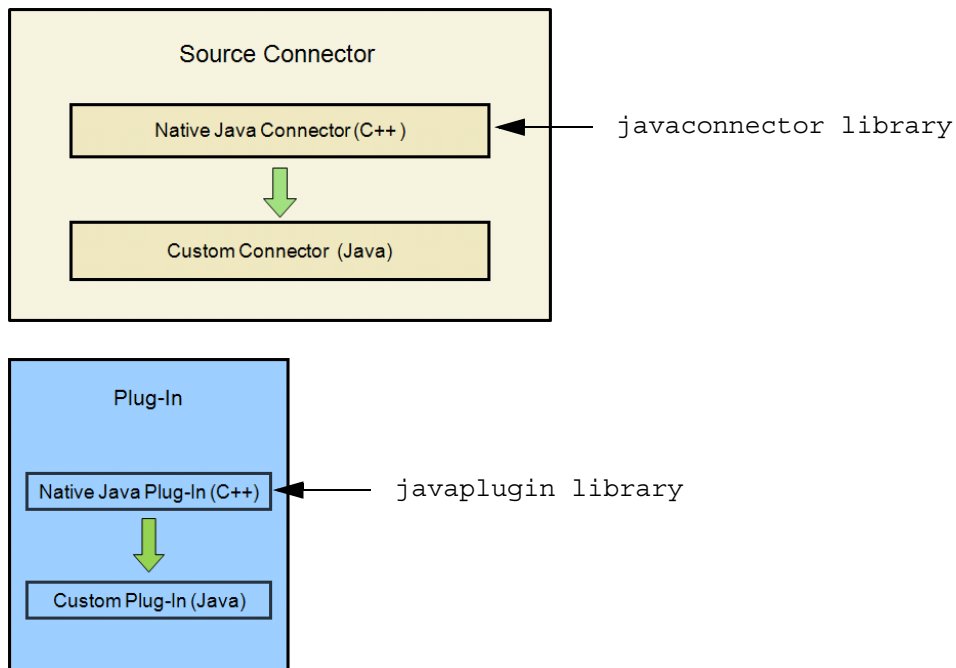 Source Connector
Native Java Connector (C++ )
javaconnector library
Custom Connector (Java)
Plug-In
Native Java Plug-In (C++)
javaplugin library
Custom Plug-In (Java)